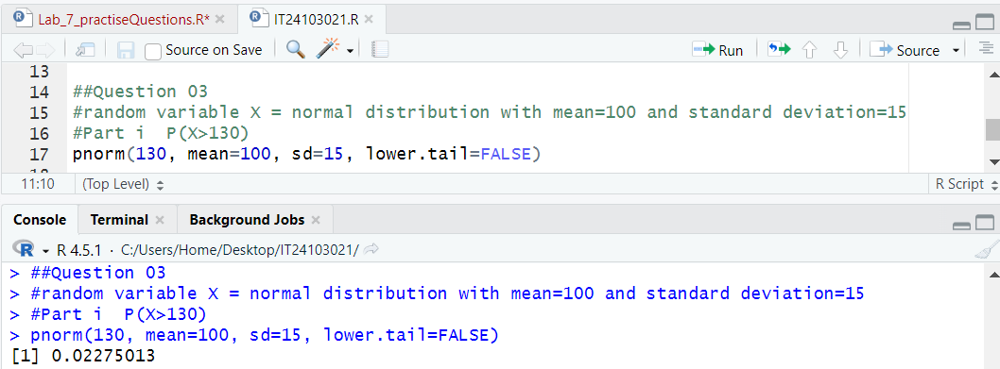 Lab_7_practiseQuestions.R* × IT24103021.R ×
Source on Save Run Source
13
14 ##Question 03
15 #random variable X = normal distribution with mean=100 and standard deviation=15
16 #Part i  P(X>130)
17 pnorm(130, mean=100, sd=15, lower.tail=FALSE)
11:10 (Top Level) R Script
Console Terminal × Background Jobs ×
R 4.5.1 · C:/Users/Home/Desktop/IT24103021/
> ##Question 03
> #random variable X = normal distribution with mean=100 and standard deviation=15
> #Part i  P(X>130)
> pnorm(130, mean=100, sd=15, lower.tail=FALSE)
[1] 0.02275013